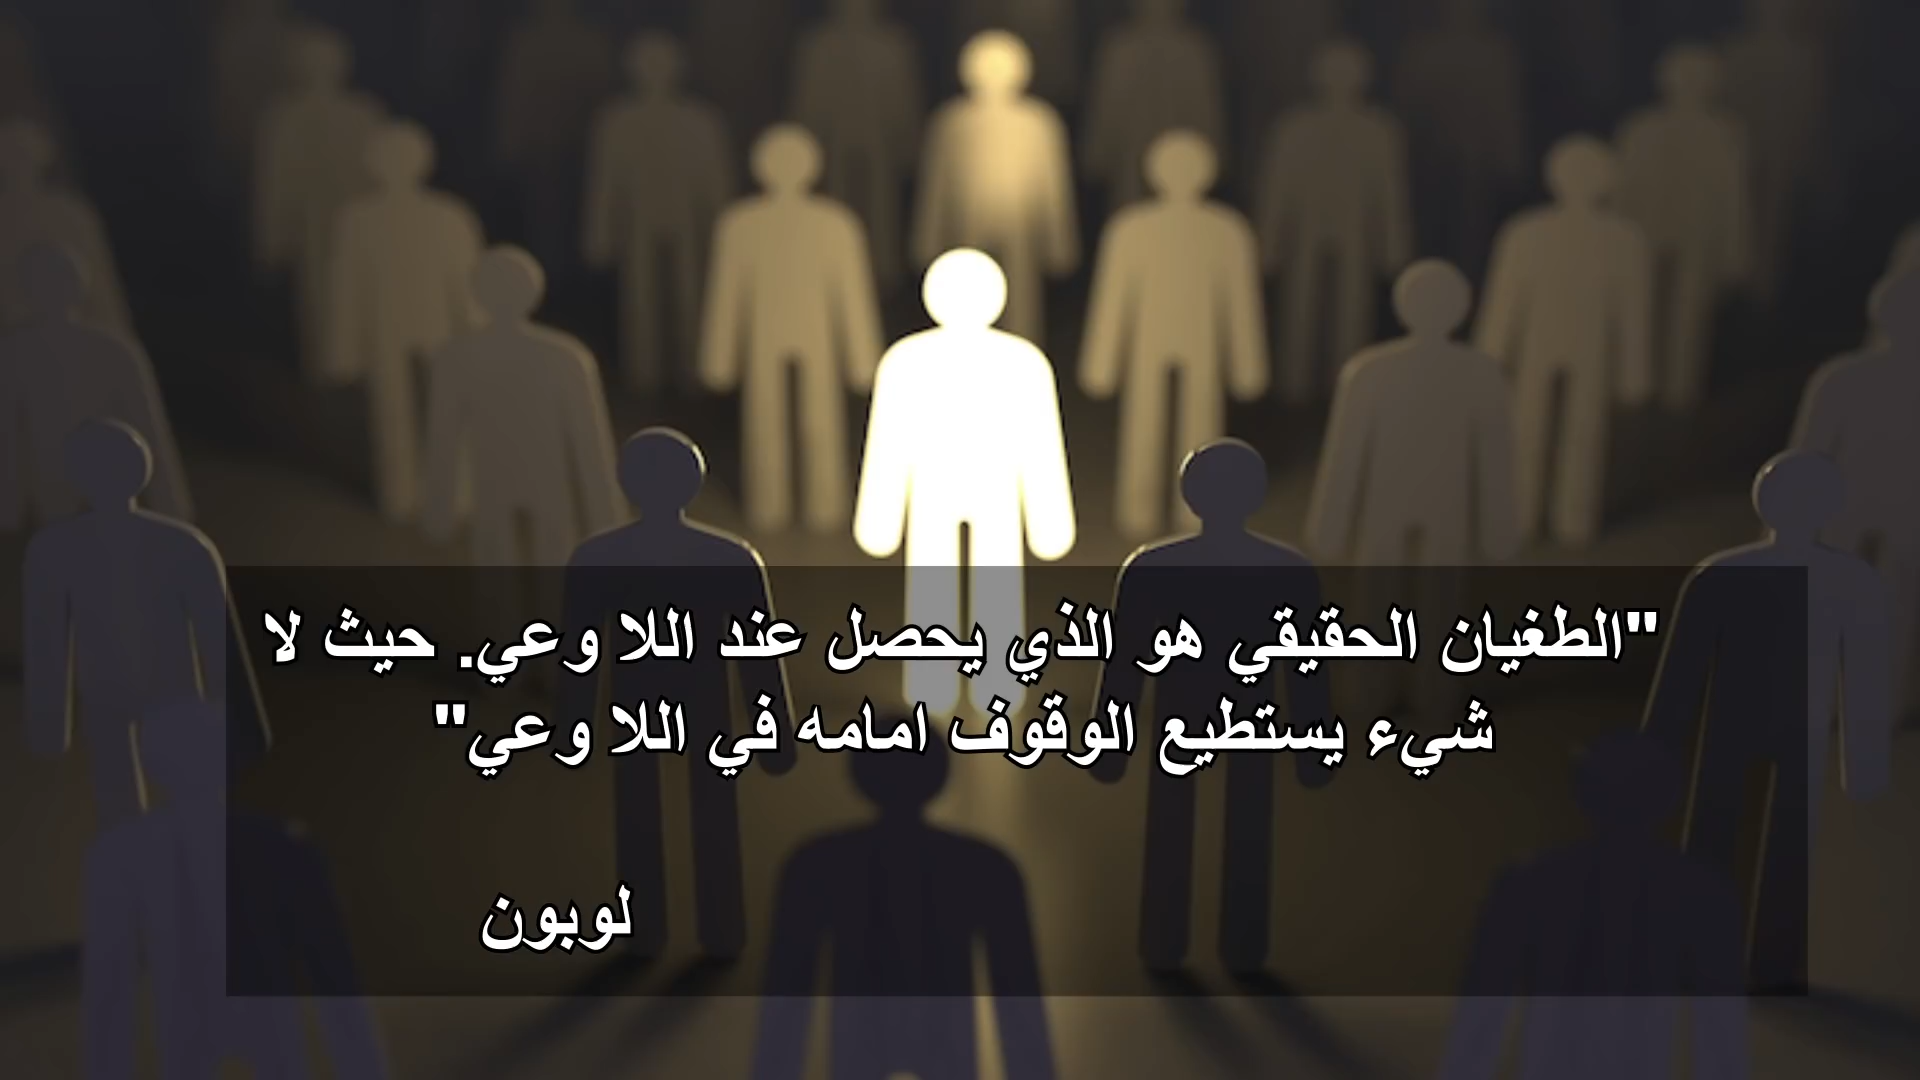 "الطغيان الحقيقي هو الذي يحصل عند اللا وعي. حيث لا
شيء يستطيع الوقوف امامه في اللا وعي"
لوبون